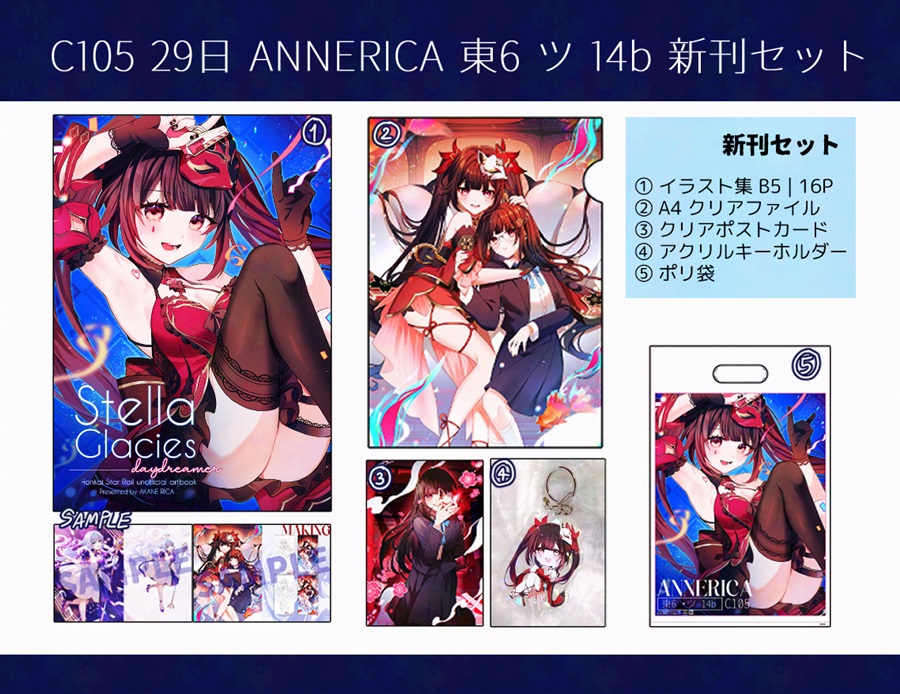 C105 29日 ANNERICA 東6 ツ 14b 新刊セット
①
②
新刊セット
① イラスト集 B5 | 16P
② A4 クリアファイル
③ クリアポストカード
④ アクリルキーホルダー
⑤ ポリ袋
Stella
Glacies
daydreamer
Honkai Star Rail unofficial artbook
Presented by AKANE RICA
SAMPLE
SAMPLE
MAKING
SAMPLE
③
④
⑤
ANNERICA
東6・ツ 14b C105